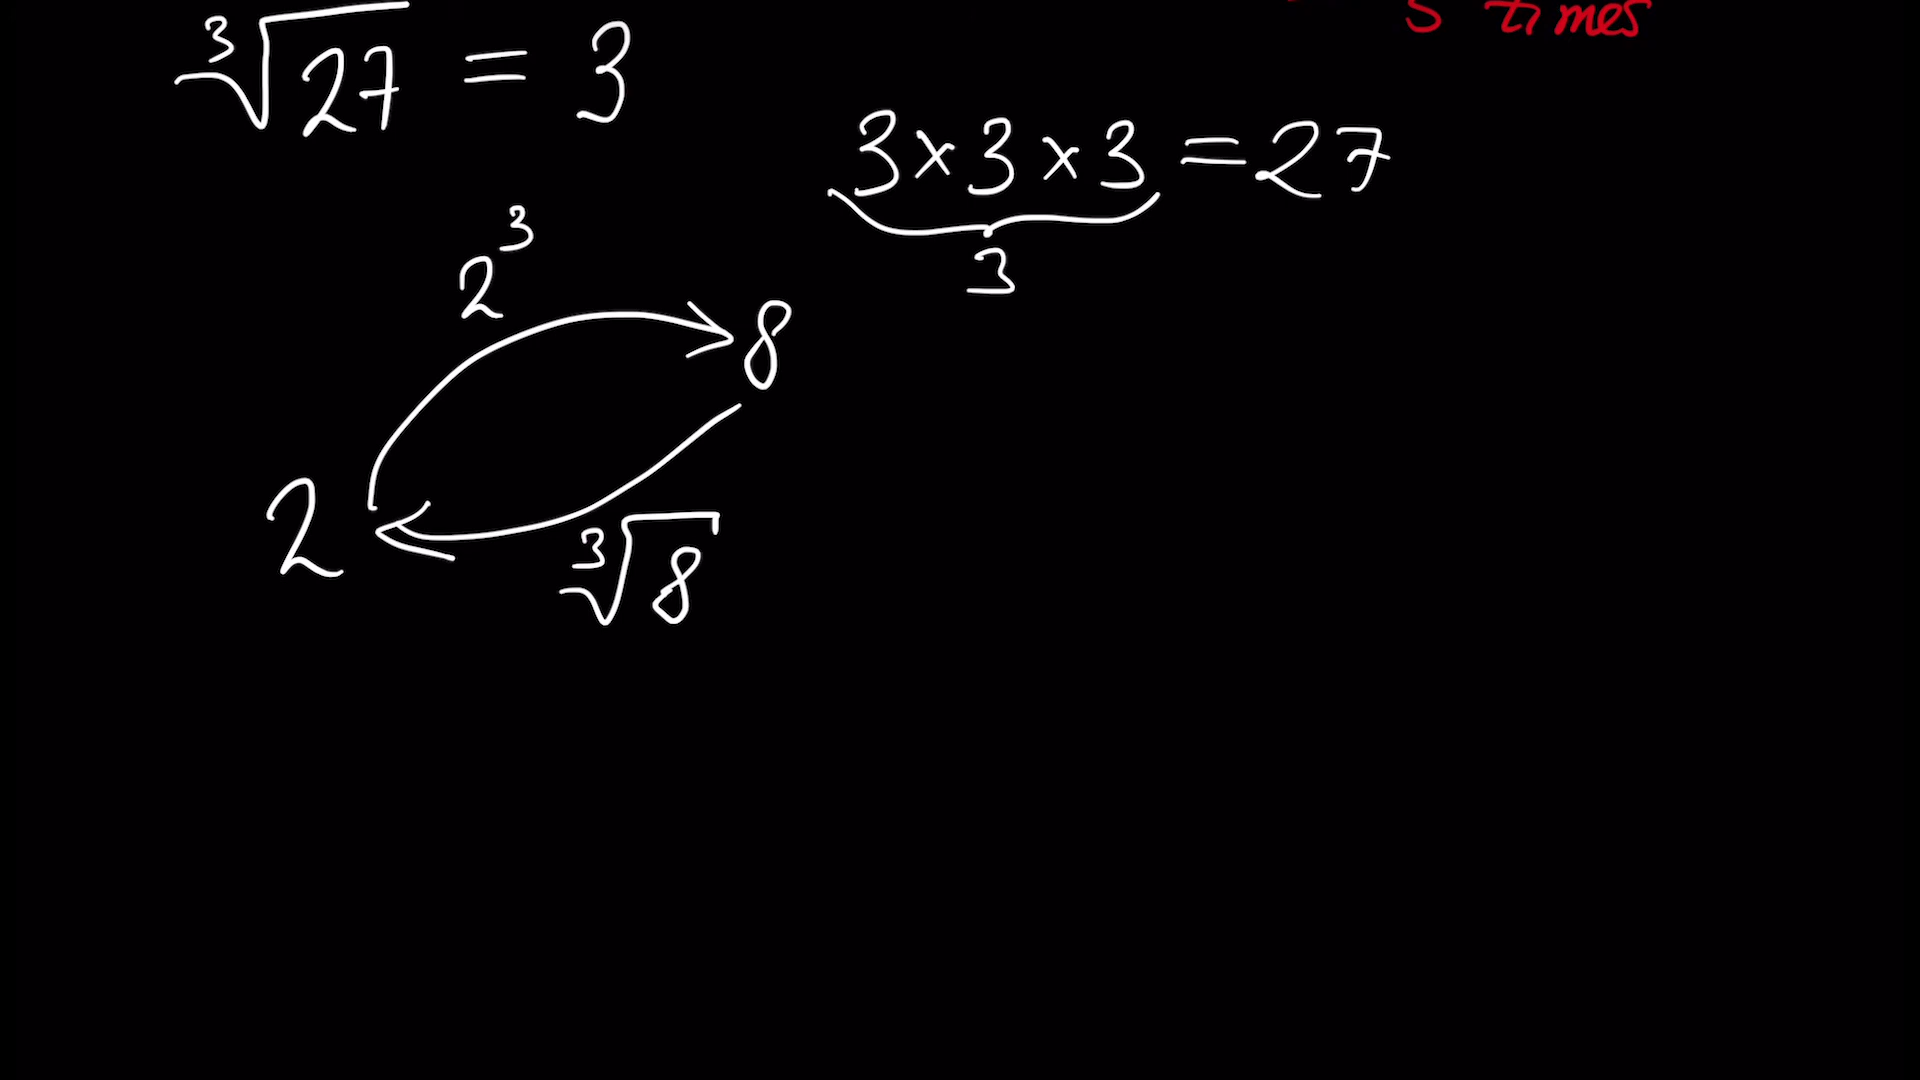 times
∛27 = 3
3×3×3 = 27
3
2³
8
2
∛8